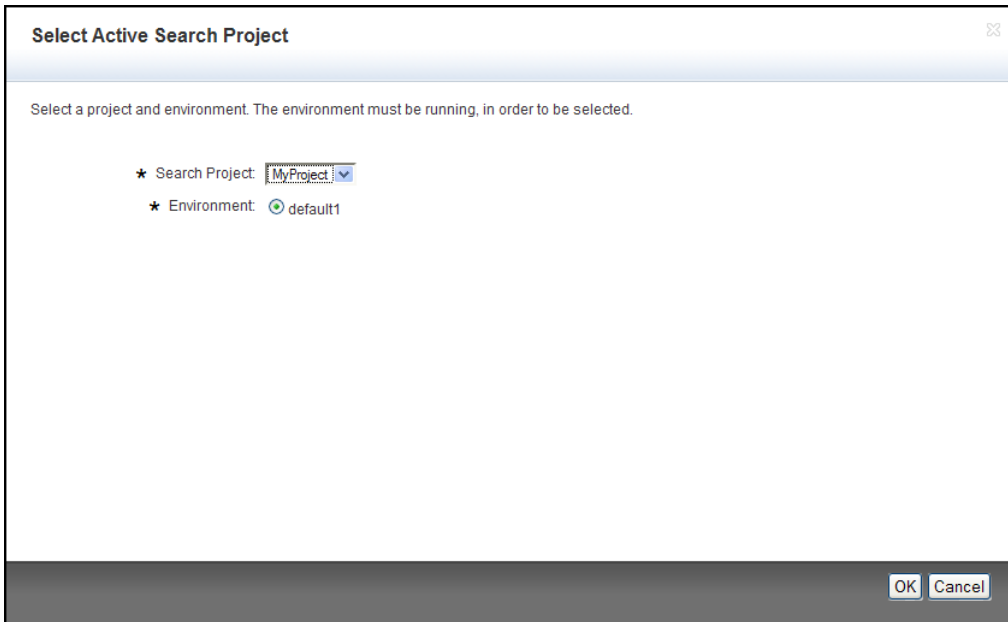 Select Active Search Project
Select a project and environment. The environment must be running, in order to be selected.
* Search Project: MyProject
* Environment: default1
OK Cancel